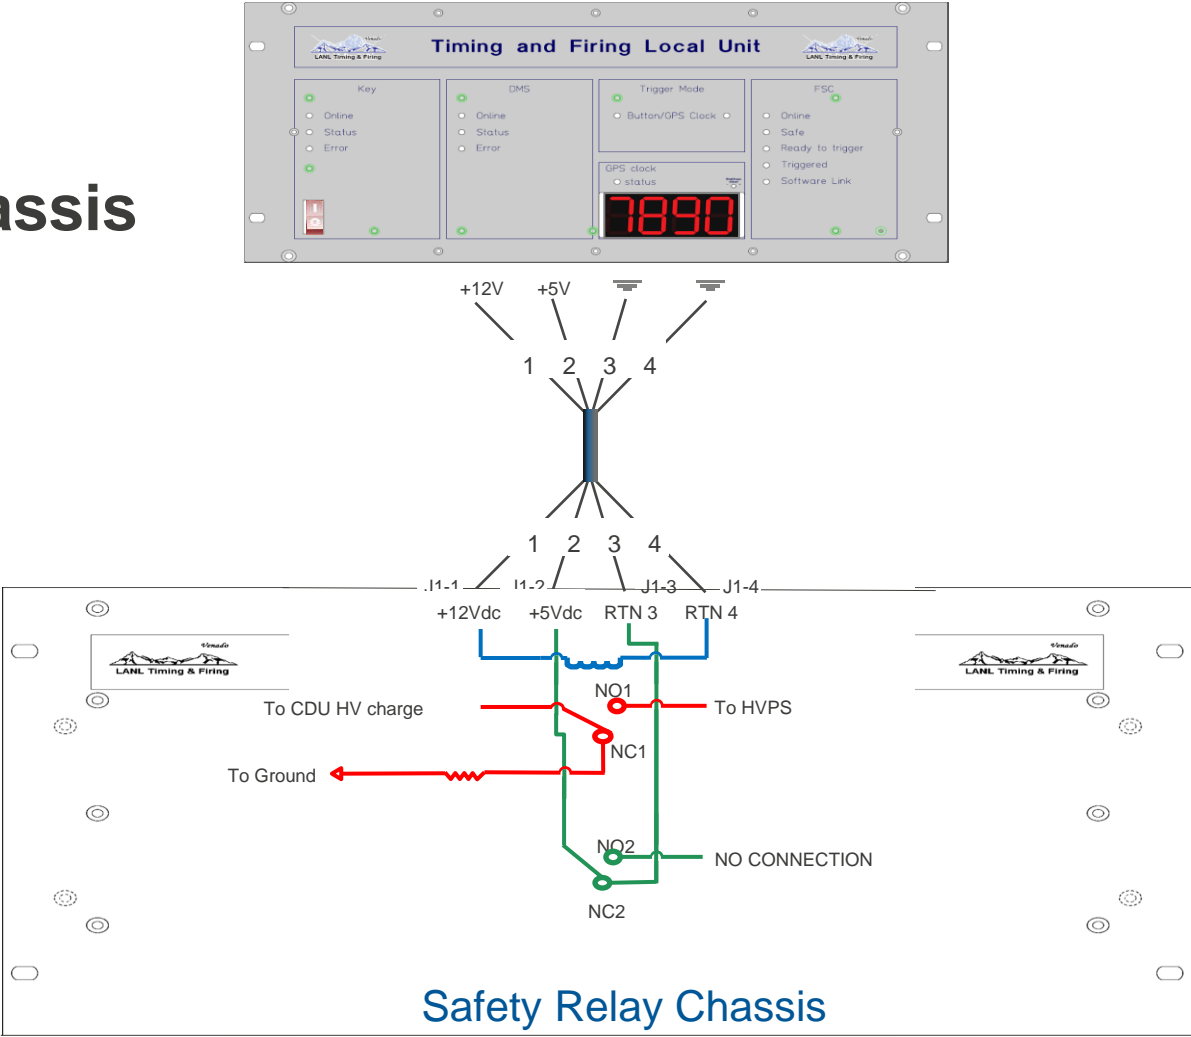 assis
Venado
LANL Timing & Firing
Timing and Firing Local Unit
Venado
LANL Timing & Firing
Key
Online
Status
Error
DMS
Online
Status
Error
Trigger Mode
Button/GPS Clock
GPS clock
status
7890
FSC
Online
Safe
Ready to trigger
Triggered
Software Link
+12V +5V
1 2 3 4
1 2 3 4
J1-1 J1-2 J1-3 J1-4
+12Vdc +5Vdc RTN 3 RTN 4
Venado
LANL Timing & Firing
Venado
LANL Timing & Firing
NO1
To CDU HV charge
To HVPS
NC1
To Ground
NO2
NO CONNECTION
NC2
Safety Relay Chassis